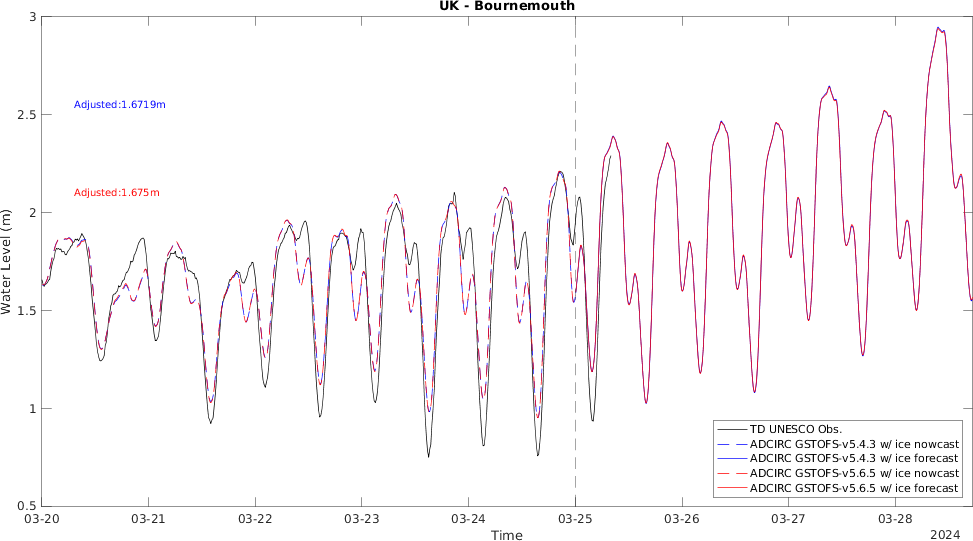 UK - Bournemouth
3
2.5
2
1.5
1
0.5
Water Level (m)
Adjusted:1.6719m
Adjusted:1.675m
TD UNESCO Obs.
ADCIRC GSTOFS-v5.4.3 w/ ice nowcast
ADCIRC GSTOFS-v5.4.3 w/ ice forecast
ADCIRC GSTOFS-v5.6.5 w/ ice nowcast
ADCIRC GSTOFS-v5.6.5 w/ ice forecast
03-20 03-21 03-22 03-23 03-24 03-25 03-26 03-27 03-28
Time
2024